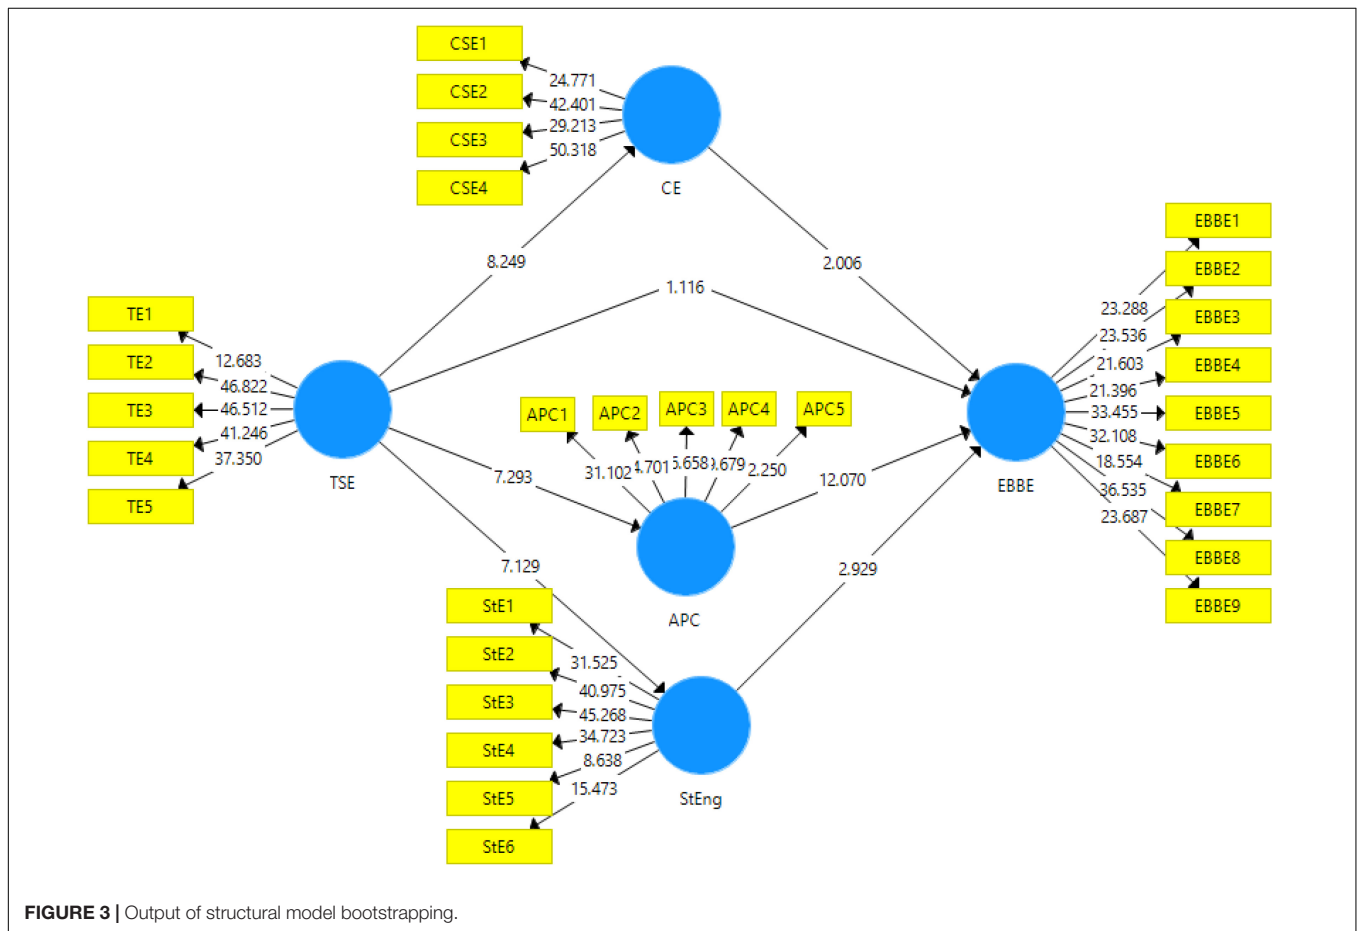 CSE1
CSE2
CSE3
CSE4
24.771
42.401
29.213
50.318
CE
8.249
2.006
1.116
TE1
TE2
TE3
TE4
TE5
12.683
46.822
46.512
41.246
37.350
TSE
APC1
APC2
APC3
APC4
APC5
31.102
.701
.658
.679
2.250
7.293
12.070
APC
EBBE1
EBBE2
EBBE3
EBBE4
EBBE5
EBBE6
EBBE7
EBBE8
EBBE9
23.288
23.536
21.603
21.396
33.455
32.108
18.554
36.535
23.687
EBBE
7.129
2.929
StE1
StE2
StE3
StE4
StE5
StE6
31.525
40.975
45.268
34.723
8.638
15.473
StEng
FIGURE 3 | Output of structural model bootstrapping.